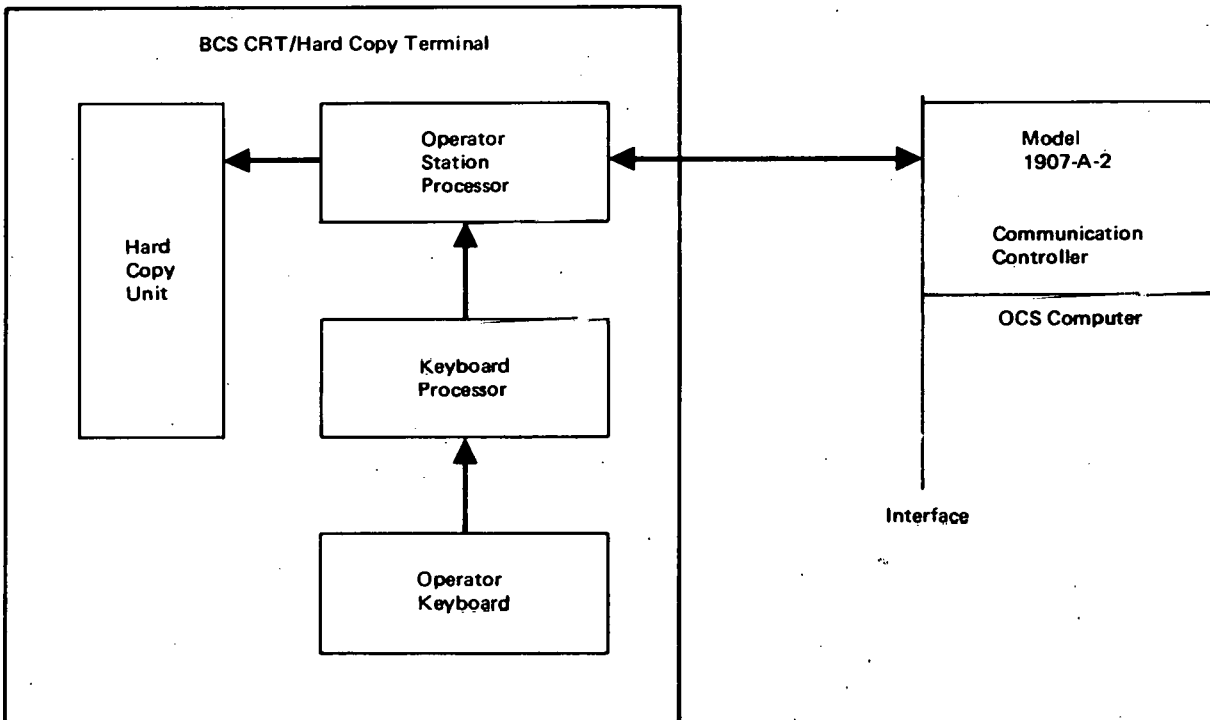 BCS CRT/Hard Copy Terminal
Operator
Station
Processor
Model
1907-A-2
Hard
Copy
Unit
Communication
Controller
OCS Computer
Keyboard
Processor
Interface
Operator
Keyboard